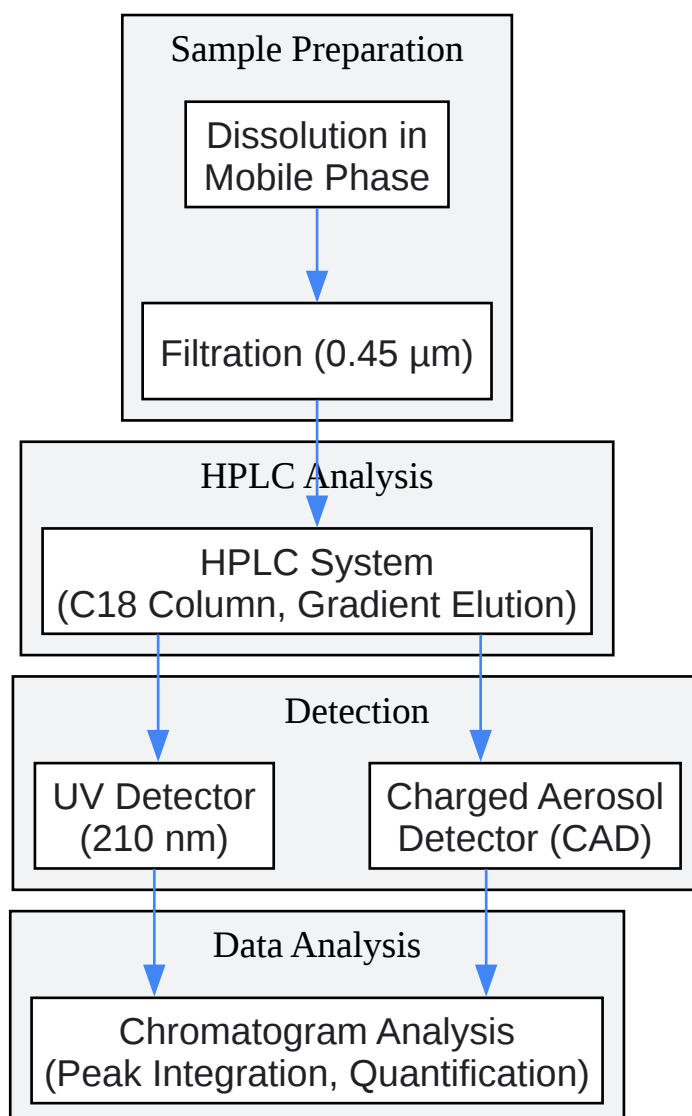 Sample Preparation
Dissolution in
Mobile Phase
Filtration (0.45 µm)
HPLC Analysis
HPLC System
(C18 Column, Gradient Elution)
Detection
UV Detector
(210 nm)
Charged Aerosol
Detector (CAD)
Data Analysis
Chromatogram Analysis
(Peak Integration, Quantification)